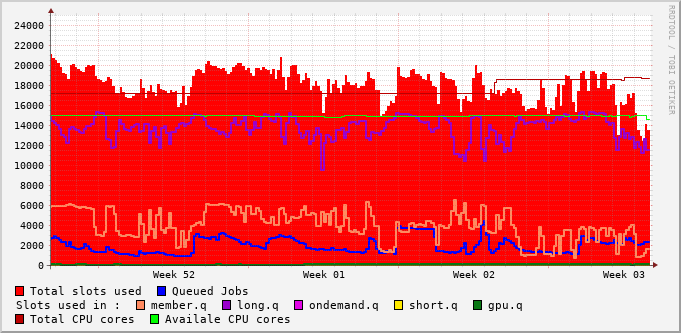 24000
22000
20000
18000
16000
14000
12000
10000
8000
6000
4000
2000
0
Week 52 Week 01 Week 02 Week 03
Total slots used Queued Jobs
Slots used in : member.q long.q ondemand.q short.q gpu.q
Total CPU cores Availale CPU cores
RRDTOOL / TOBI OETIKER